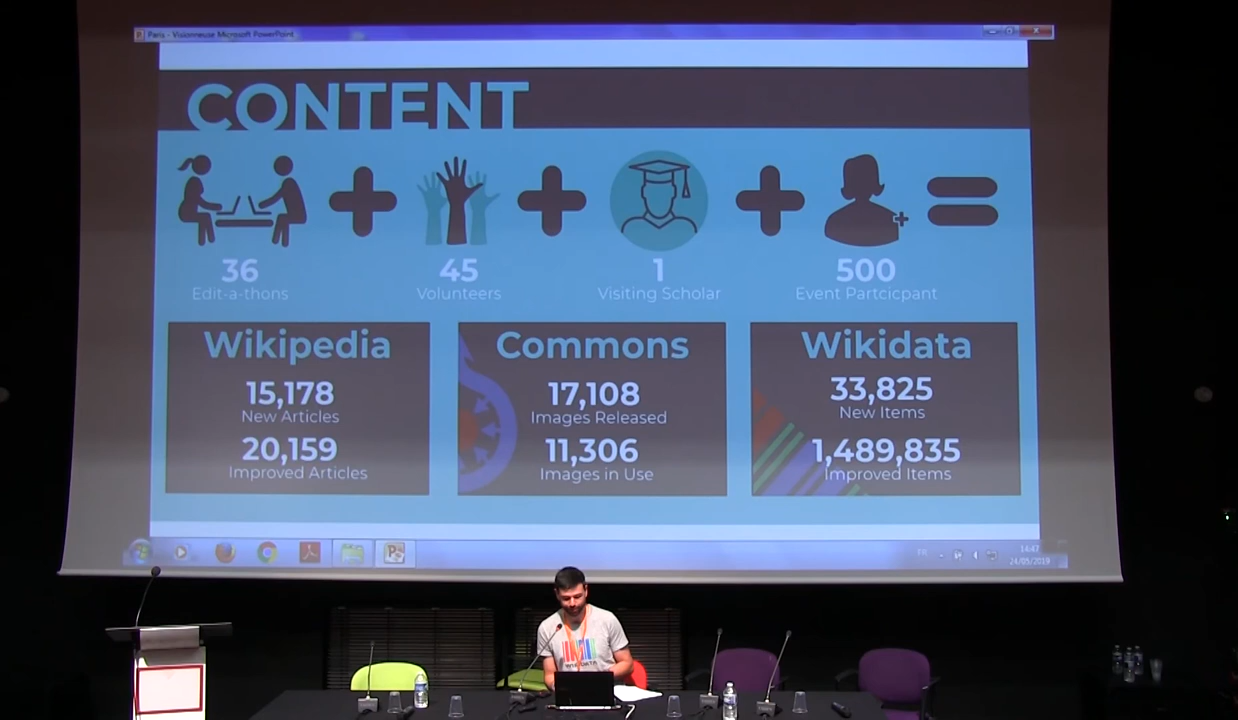 Paris - Visionneuse Microsoft PowerPoint
CONTENT
36
Edit-a-thons
45
Volunteers
1
Visiting Scholar
500
Event Partcicpant
Wikipedia
15,178
New Articles
20,159
Improved Articles
Commons
17,108
Images Released
11,306
Images in Use
Wikidata
33,825
New Items
1,489,835
Improved Items
FR
14:47
24/05/2019
WIKIDATA